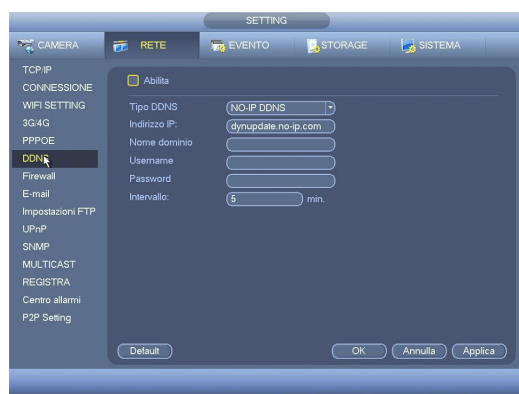 SETTING
CAMERA RETE EVENTO STORAGE SISTEMA
TCP/IP
CONNESSIONE
WIFI SETTING
3G/4G
PPPOE
DDNS
Firewall
E-mail
Impostazioni FTP
UPnP
SNMP
MULTICAST
REGISTRA
Centro allarmi
P2P Setting
Abilita
Tipo DDNS NO-IP DDNS
Indirizzo IP: dynupdate.no-ip.com
Nome dominio
Username
Password
Intervallo: 5 min.
Default OK Annulla Applica